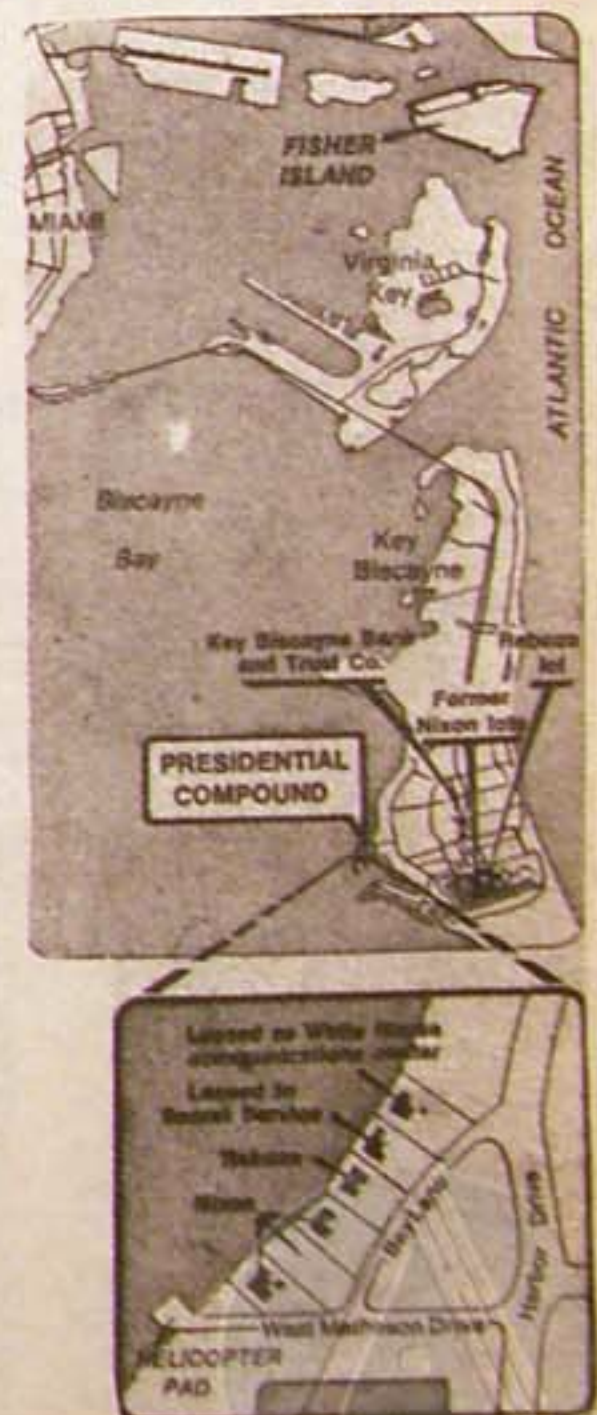 FISHER
ISLAND
MIAMI
Virginia
Key
ATLANTIC OCEAN
Biscayne
Bay
Key
Biscayne
Key Biscayne Bank
and Trust Co.
Rebozo
lot
Former
Nixon lots
PRESIDENTIAL
COMPOUND
Leased as White House
communications center
Leased to
Secret Service
Rebozo
Nixon
Bay Lane
Harbor Drive
West Matheson Drive
HELICOPTER
PAD